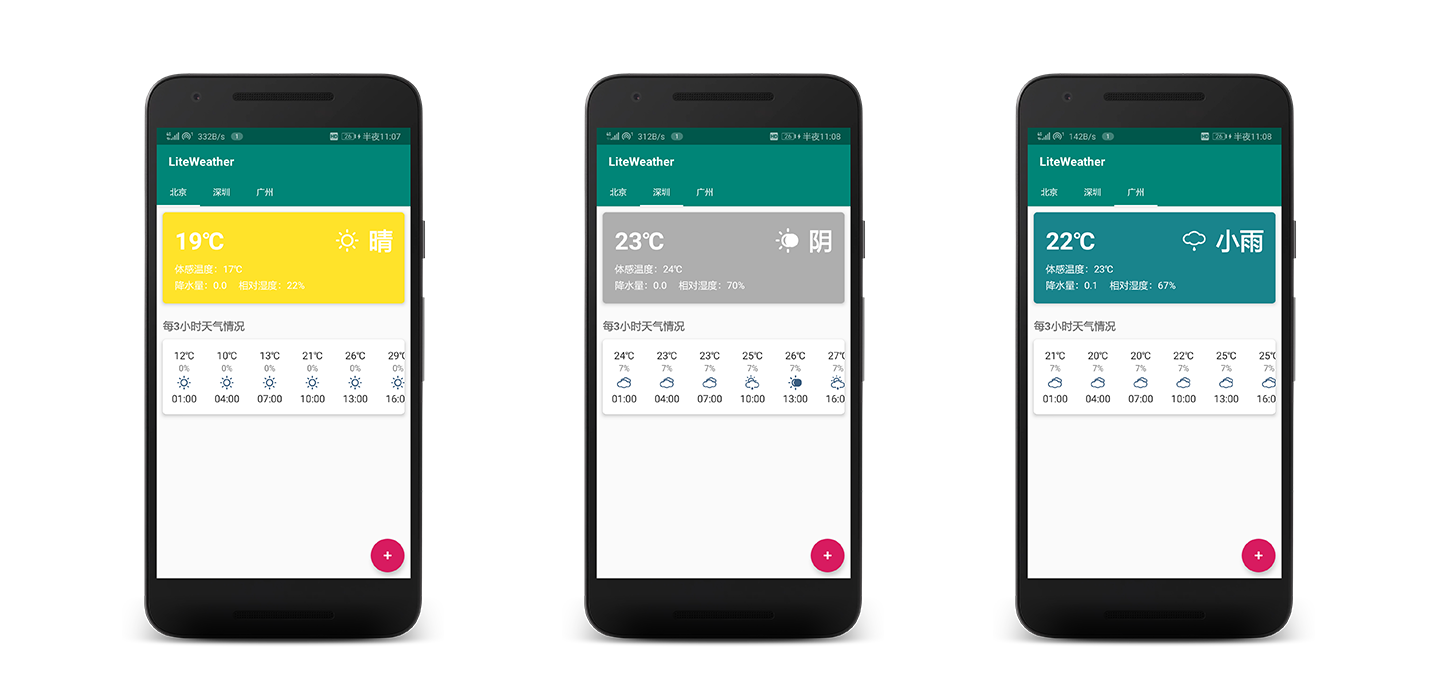 332B/s 1 HD 26 半夜11:07
LiteWeather
北京 深圳 广州
19℃ 晴
体感温度：17℃
降水量：0.0 相对湿度：22%
每3小时天气情况
12℃ 10℃ 13℃ 21℃ 26℃ 29℃
0% 0% 0% 0% 0% 0%
01:00 04:00 07:00 10:00 13:00 16:0
+
312B/s 1 HD 26 半夜11:08
LiteWeather
北京 深圳 广州
23℃ 阴
体感温度：24℃
降水量：0.0 相对湿度：70%
每3小时天气情况
24℃ 23℃ 23℃ 25℃ 26℃ 27℃
7% 7% 7% 7% 7% 7%
01:00 04:00 07:00 10:00 13:00 16:0
+
142B/s 1 HD 26 半夜11:08
LiteWeather
北京 深圳 广州
22℃ 小雨
体感温度：23℃
降水量：0.1 相对湿度：67%
每3小时天气情况
21℃ 20℃ 20℃ 22℃ 25℃ 25℃
7% 7% 7% 7% 7% 7%
01:00 04:00 07:00 10:00 13:00 16:0
+